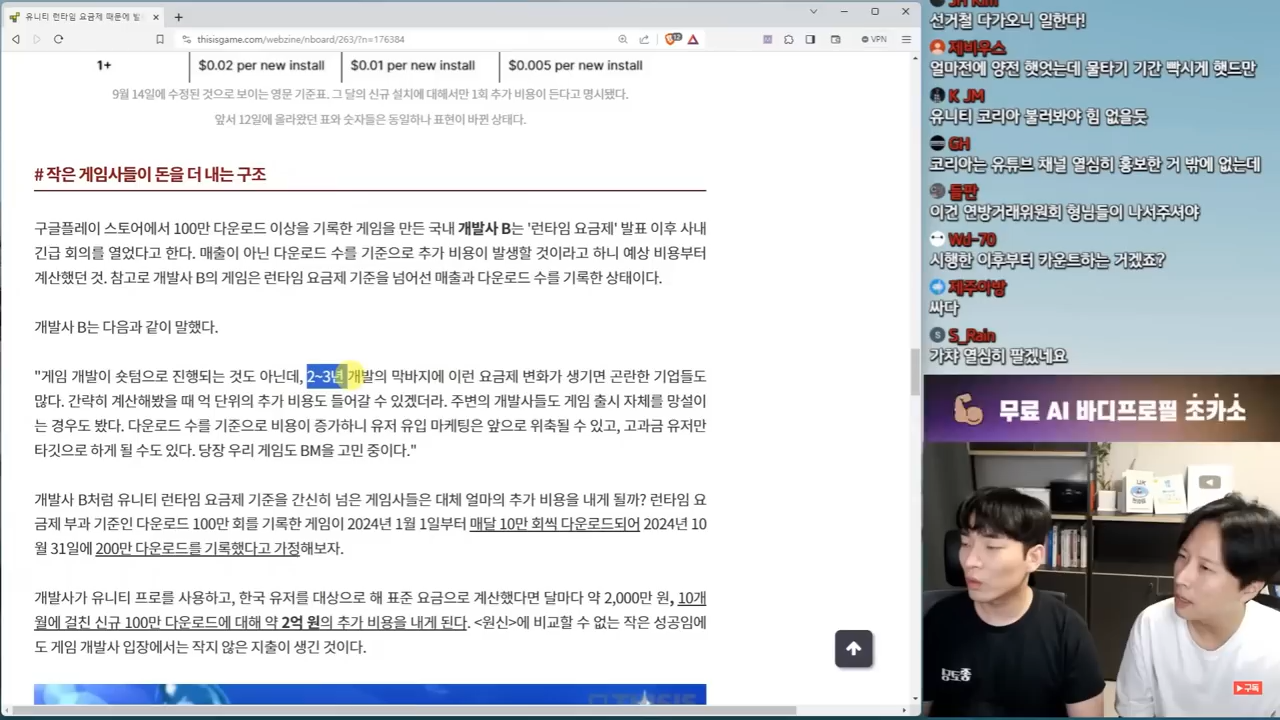 유니티 런타임 요금제 때문에 발
thisisgame.com/webzine/nboard/263/?n=176384
VPN
1+ $0.02 per new install $0.01 per new install $0.005 per new install
9월 14일에 수정된 것으로 보이는 영문 기준표. 그 달의 신규 설치에 대해서만 1회 추가 비용이 든다고 명시됐다.
앞서 12일에 올라왔던 표와 숫자들은 동일하나 표현이 바뀐 상태다.
# 작은 게임사들이 돈을 더 내는 구조
구글플레이 스토어에서 100만 다운로드 이상을 기록한 게임을 만든 국내 개발사 B는 '런타임 요금제' 발표 이후 사내
긴급 회의를 열었다고 한다. 매출이 아닌 다운로드 수를 기준으로 추가 비용이 발생할 것이라고 하니 예상 비용부터
계산했던 것. 참고로 개발사 B의 게임은 런타임 요금제 기준을 넘어선 매출과 다운로드 수를 기록한 상태이다.
개발사 B는 다음과 같이 말했다.
"게임 개발이 숏텀으로 진행되는 것도 아닌데, 2~3년 개발의 막바지에 이런 요금제 변화가 생기면 곤란한 기업들도
많다. 간략히 계산해봤을 때 억 단위의 추가 비용도 들어갈 수 있겠더라. 주변의 개발사들도 게임 출시 자체를 망설이
는 경우도 봤다. 다운로드 수를 기준으로 비용이 증가하니 유저 유입 마케팅은 앞으로 위축될 수 있고, 고과금 유저만
타깃으로 하게 될 수도 있다. 당장 우리 게임도 BM을 고민 중이다."
개발사 B처럼 유니티 런타임 요금제 기준을 간신히 넘은 게임사들은 대체 얼마의 추가 비용을 내게 될까? 런타임 요
금제 부과 기준인 다운로드 100만 회를 기록한 게임이 2024년 1월 1일부터 매달 10만 회씩 다운로드되어 2024년 10
월 31일에 200만 다운로드를 기록했다고 가정해보자.
개발사가 유니티 프로를 사용하고, 한국 유저를 대상으로 해 표준 요금으로 계산했다면 달마다 약 2,000만 원, 10개
월에 걸친 신규 100만 다운로드에 대해 약 2억 원의 추가 비용을 내게 된다. <원신>에 비교할 수 없는 작은 성공임에
도 게임 개발사 입장에서는 작지 않은 지출이 생긴 것이다.
선거철 다가오니 일한다!
제비우스
얼마전에 양전 햇엇는데 물타기 기간 빡시게 햇드만
K JM
유니티 코리아 불러봐야 힘 없을듯
GH
코리아는 유튜브 채널 열심히 홍보한 거 밖에 없는데
들판
이건 연방거래위원회 형님들이 나서주셔야
Wd-70
시행한 이후부터 카운트하는 거겠죠?
제주아방
싸다
S_Rain
가챠 열심히 팔겠네요
무료 AI 바디프로필 조카소
구독